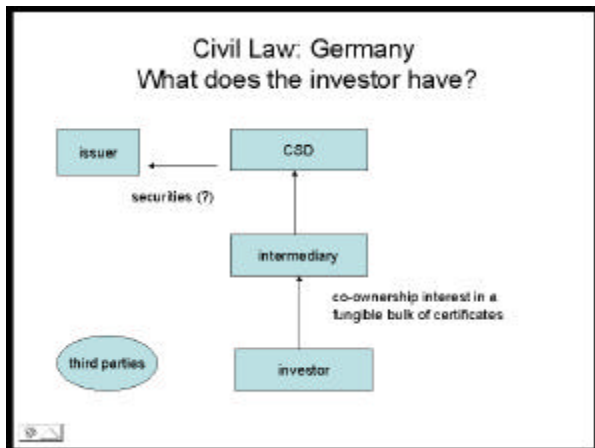 Civil Law: Germany
What does the investor have?
issuer
CSD
securities (?)
intermediary
co-ownership interest in a
fungible bulk of certificates
third parties
investor